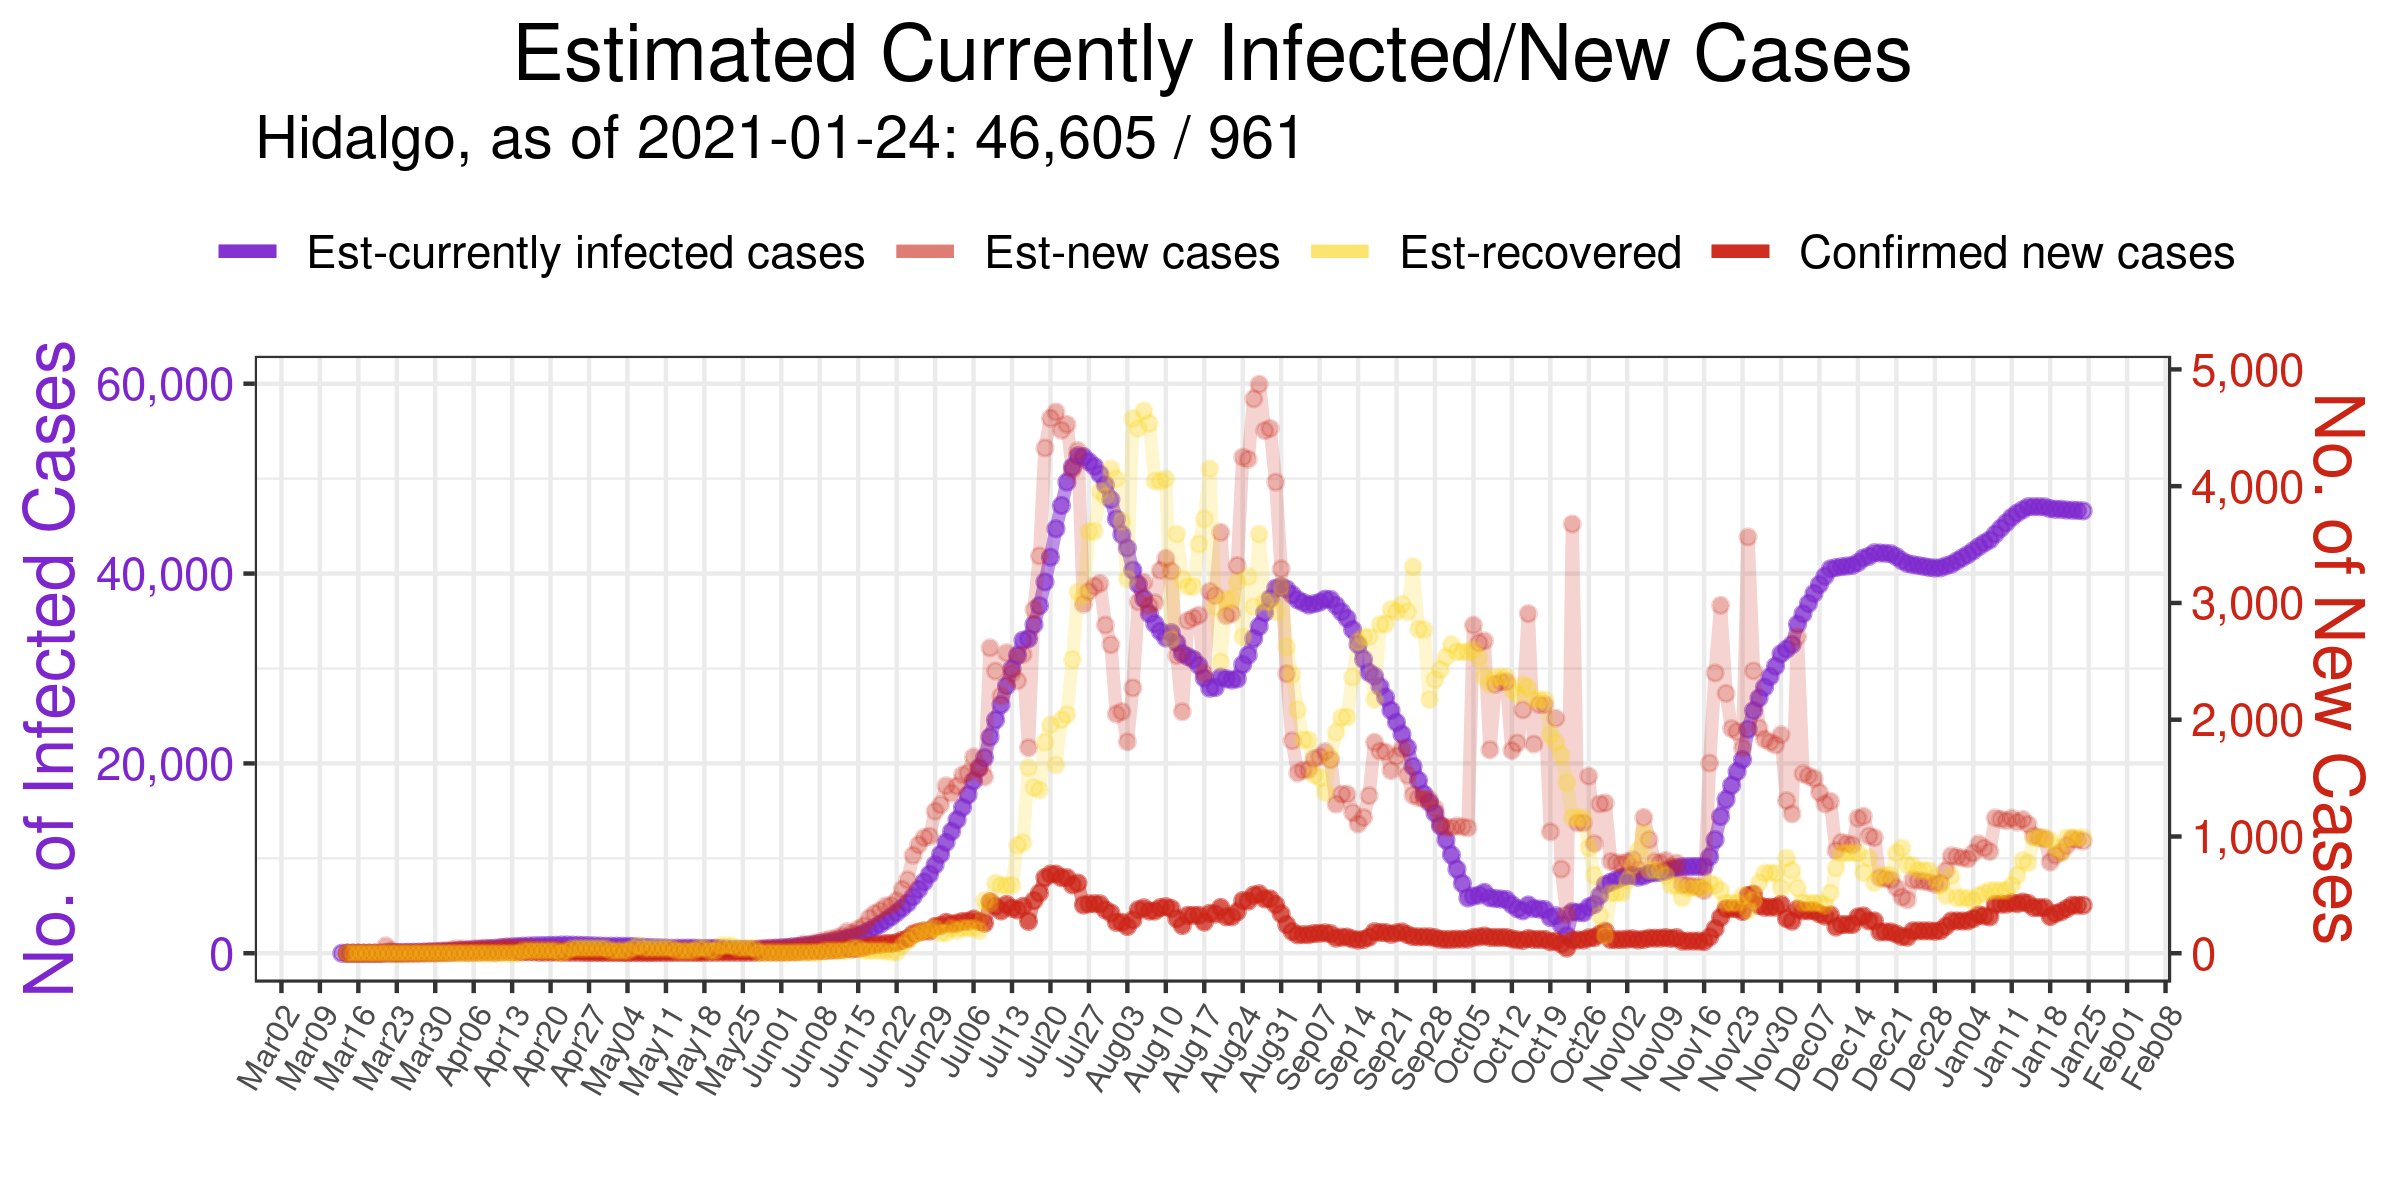 Estimated Currently Infected/New Cases
Hidalgo, as of 2021-01-24: 46,605 / 961
Est-currently infected cases
Est-new cases
Est-recovered
Confirmed new cases
No. of Infected Cases
60,000
40,000
20,000
0
5,000
4,000
3,000
2,000
1,000
0
No. of New Cases
Mar02
Mar09
Mar16
Mar23
Mar30
Apr06
Apr13
Apr20
Apr27
May04
May11
May18
May25
Jun01
Jun08
Jun15
Jun22
Jun29
Jul06
Jul13
Jul20
Jul27
Aug03
Aug10
Aug17
Aug24
Aug31
Sep07
Sep14
Sep21
Sep28
Oct05
Oct12
Oct19
Oct26
Nov02
Nov09
Nov16
Nov23
Nov30
Dec07
Dec14
Dec21
Dec28
Jan04
Jan11
Jan18
Jan25
Feb01
Feb08